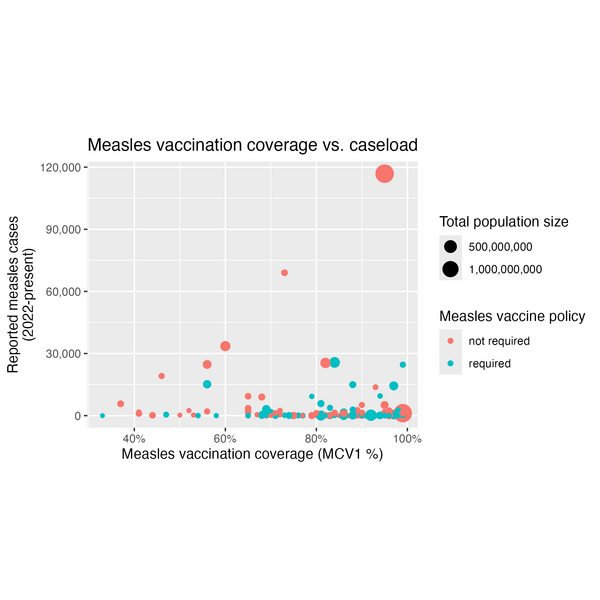 Measles vaccination coverage vs. caseload
120,000
90,000
60,000
30,000
0
Reported measles cases
(2022-present)
40%
60%
80%
100%
Measles vaccination coverage (MCV1 %)
Total population size
500,000,000
1,000,000,000
Measles vaccine policy
not required
required